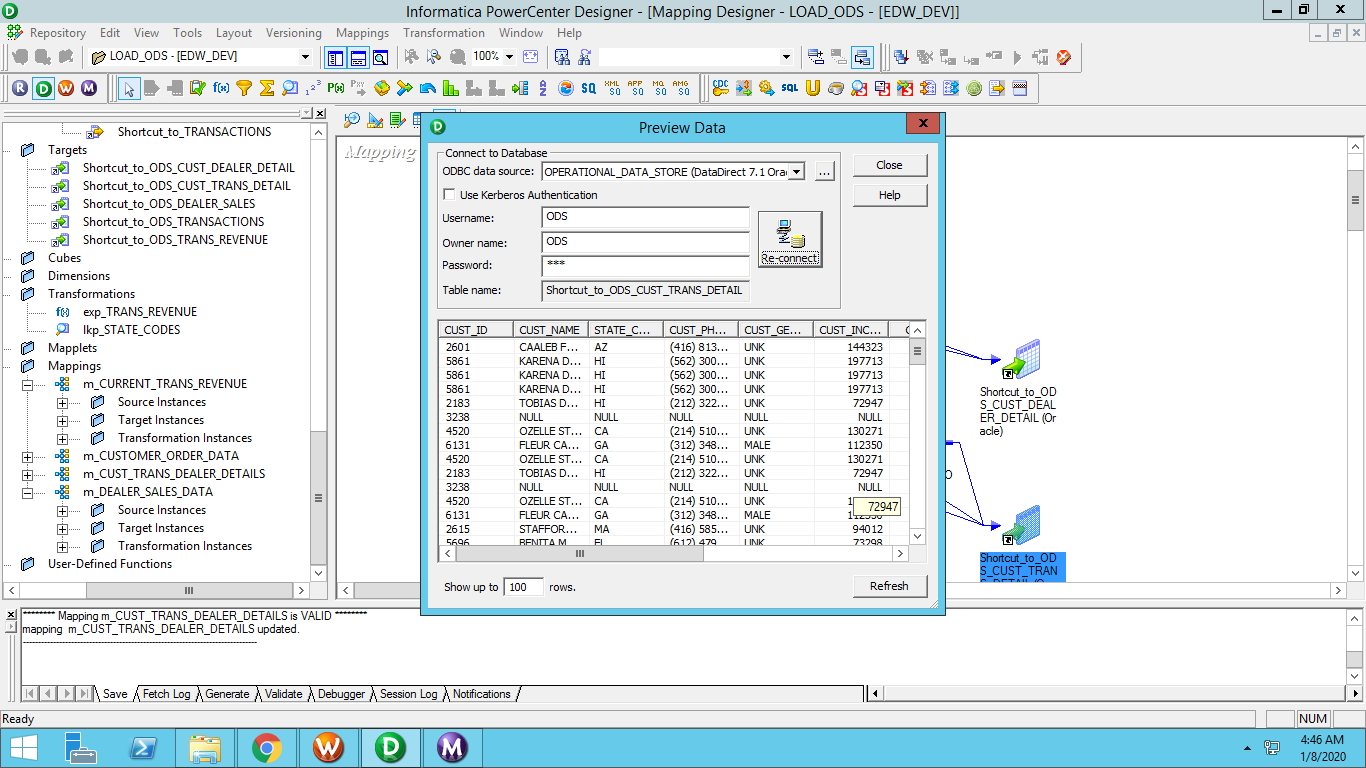 Informatica PowerCenter Designer - [Mapping Designer - LOAD_ODS - [EDW_DEV]]
Repository Edit View Tools Layout Versioning Mappings Transformation Window Help
LOAD_ODS - [EDW_DEV] 100%
Shortcut_to_TRANSACTIONS
Targets
Shortcut_to_ODS_CUST_DEALER_DETAIL
Shortcut_to_ODS_CUST_TRANS_DETAIL
Shortcut_to_ODS_DEALER_SALES
Shortcut_to_ODS_TRANSACTIONS
Shortcut_to_ODS_TRANS_REVENUE
Cubes
Dimensions
Transformations
exp_TRANS_REVENUE
lkp_STATE_CODES
Mapplets
Mappings
m_CURRENT_TRANS_REVENUE
Source Instances
Target Instances
Transformation Instances
m_CUSTOMER_ORDER_DATA
m_CUST_TRANS_DEALER_DETAILS
m_DEALER_SALES_DATA
Source Instances
Target Instances
Transformation Instances
User-Defined Functions
Mapping
Preview Data
Connect to Database
ODBC data source: OPERATIONAL_DATA_STORE (DataDirect 7.1 Orac ...
Use Kerberos Authentication
Username: ODS
Owner name: ODS
Password: ***
Table name: Shortcut_to_ODS_CUST_TRANS_DETAIL
Re-connect
Close
Help
CUST_ID CUST_NAME STATE_C... CUST_PH... CUST_GE... CUST_INC...
2601 CAALEB F... AZ (416) 813... UNK 144323
5861 KARENA D... HI (562) 300... UNK 197713
5861 KARENA D... HI (562) 300... UNK 197713
5861 KARENA D... HI (562) 300... UNK 197713
2183 TOBIAS D... HI (212) 322... UNK 72947
3238 NULL NULL NULL NULL NULL
4520 OZELLE ST... CA (214) 510... UNK 130271
6131 FLEUR CA... GA (312) 348... MALE 112350
4520 OZELLE ST... CA (214) 510... UNK 130271
2183 TOBIAS D... HI (212) 322... UNK 72947
3238 NULL NULL NULL NULL NULL
4520 OZELLE ST... CA (214) 510... UNK
6131 FLEUR CA... GA (312) 348... MALE
72947
2615 STAFFOR... MA (416) 585... UNK 94012
5696 BENITA M... FL (612) 479... UNK 73298
Show up to 100 rows.
Refresh
Shortcut_to_OD
S_CUST_DEAL
ER_DETAIL (Or
acle)
Shortcut_to_OD
S_CUST_TRAN
******** Mapping m_CUST_TRANS_DEALER_DETAILS is VALID ********
mapping m_CUST_TRANS_DEALER_DETAILS updated.
Save Fetch Log Generate Validate Debugger Session Log Notifications
Ready
NUM
4:46 AM
1/8/2020